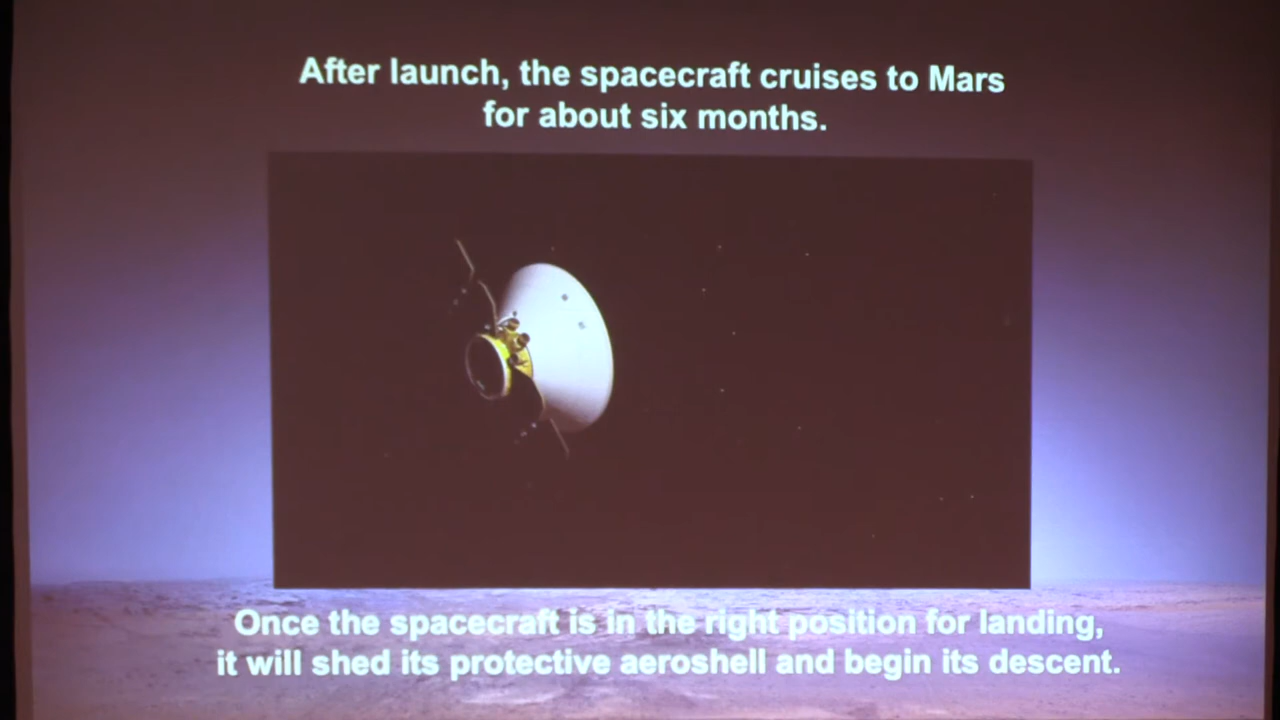 After launch, the spacecraft cruises to Mars
for about six months.
Once the spacecraft is in the right position for landing,
it will shed its protective aeroshell and begin its descent.